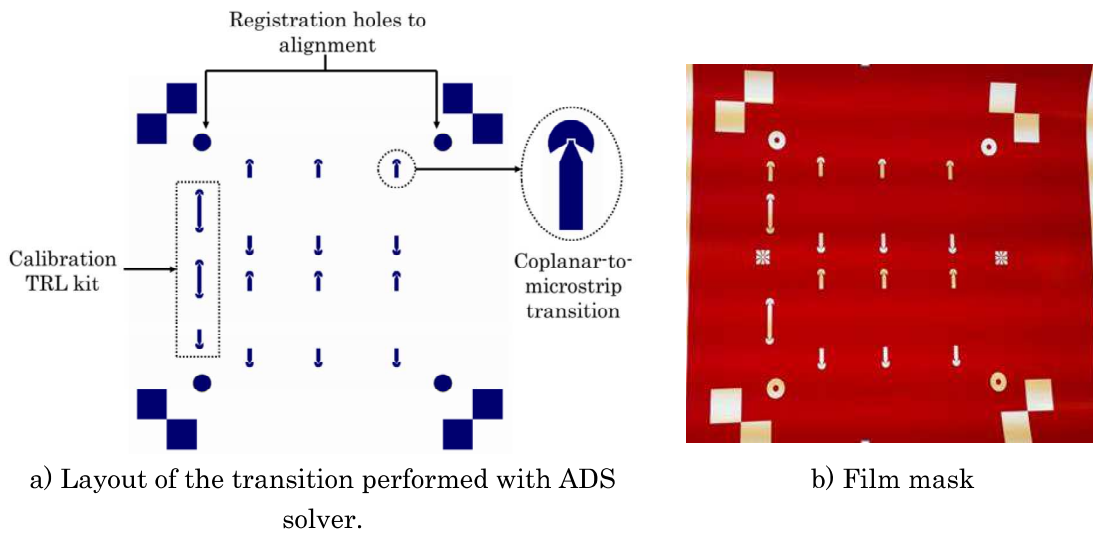 Registration holes to
alignment
Calibration
TRL kit
Coplanar-to-
microstrip
transition
a) Layout of the transition performed with ADS
solver.
b) Film mask